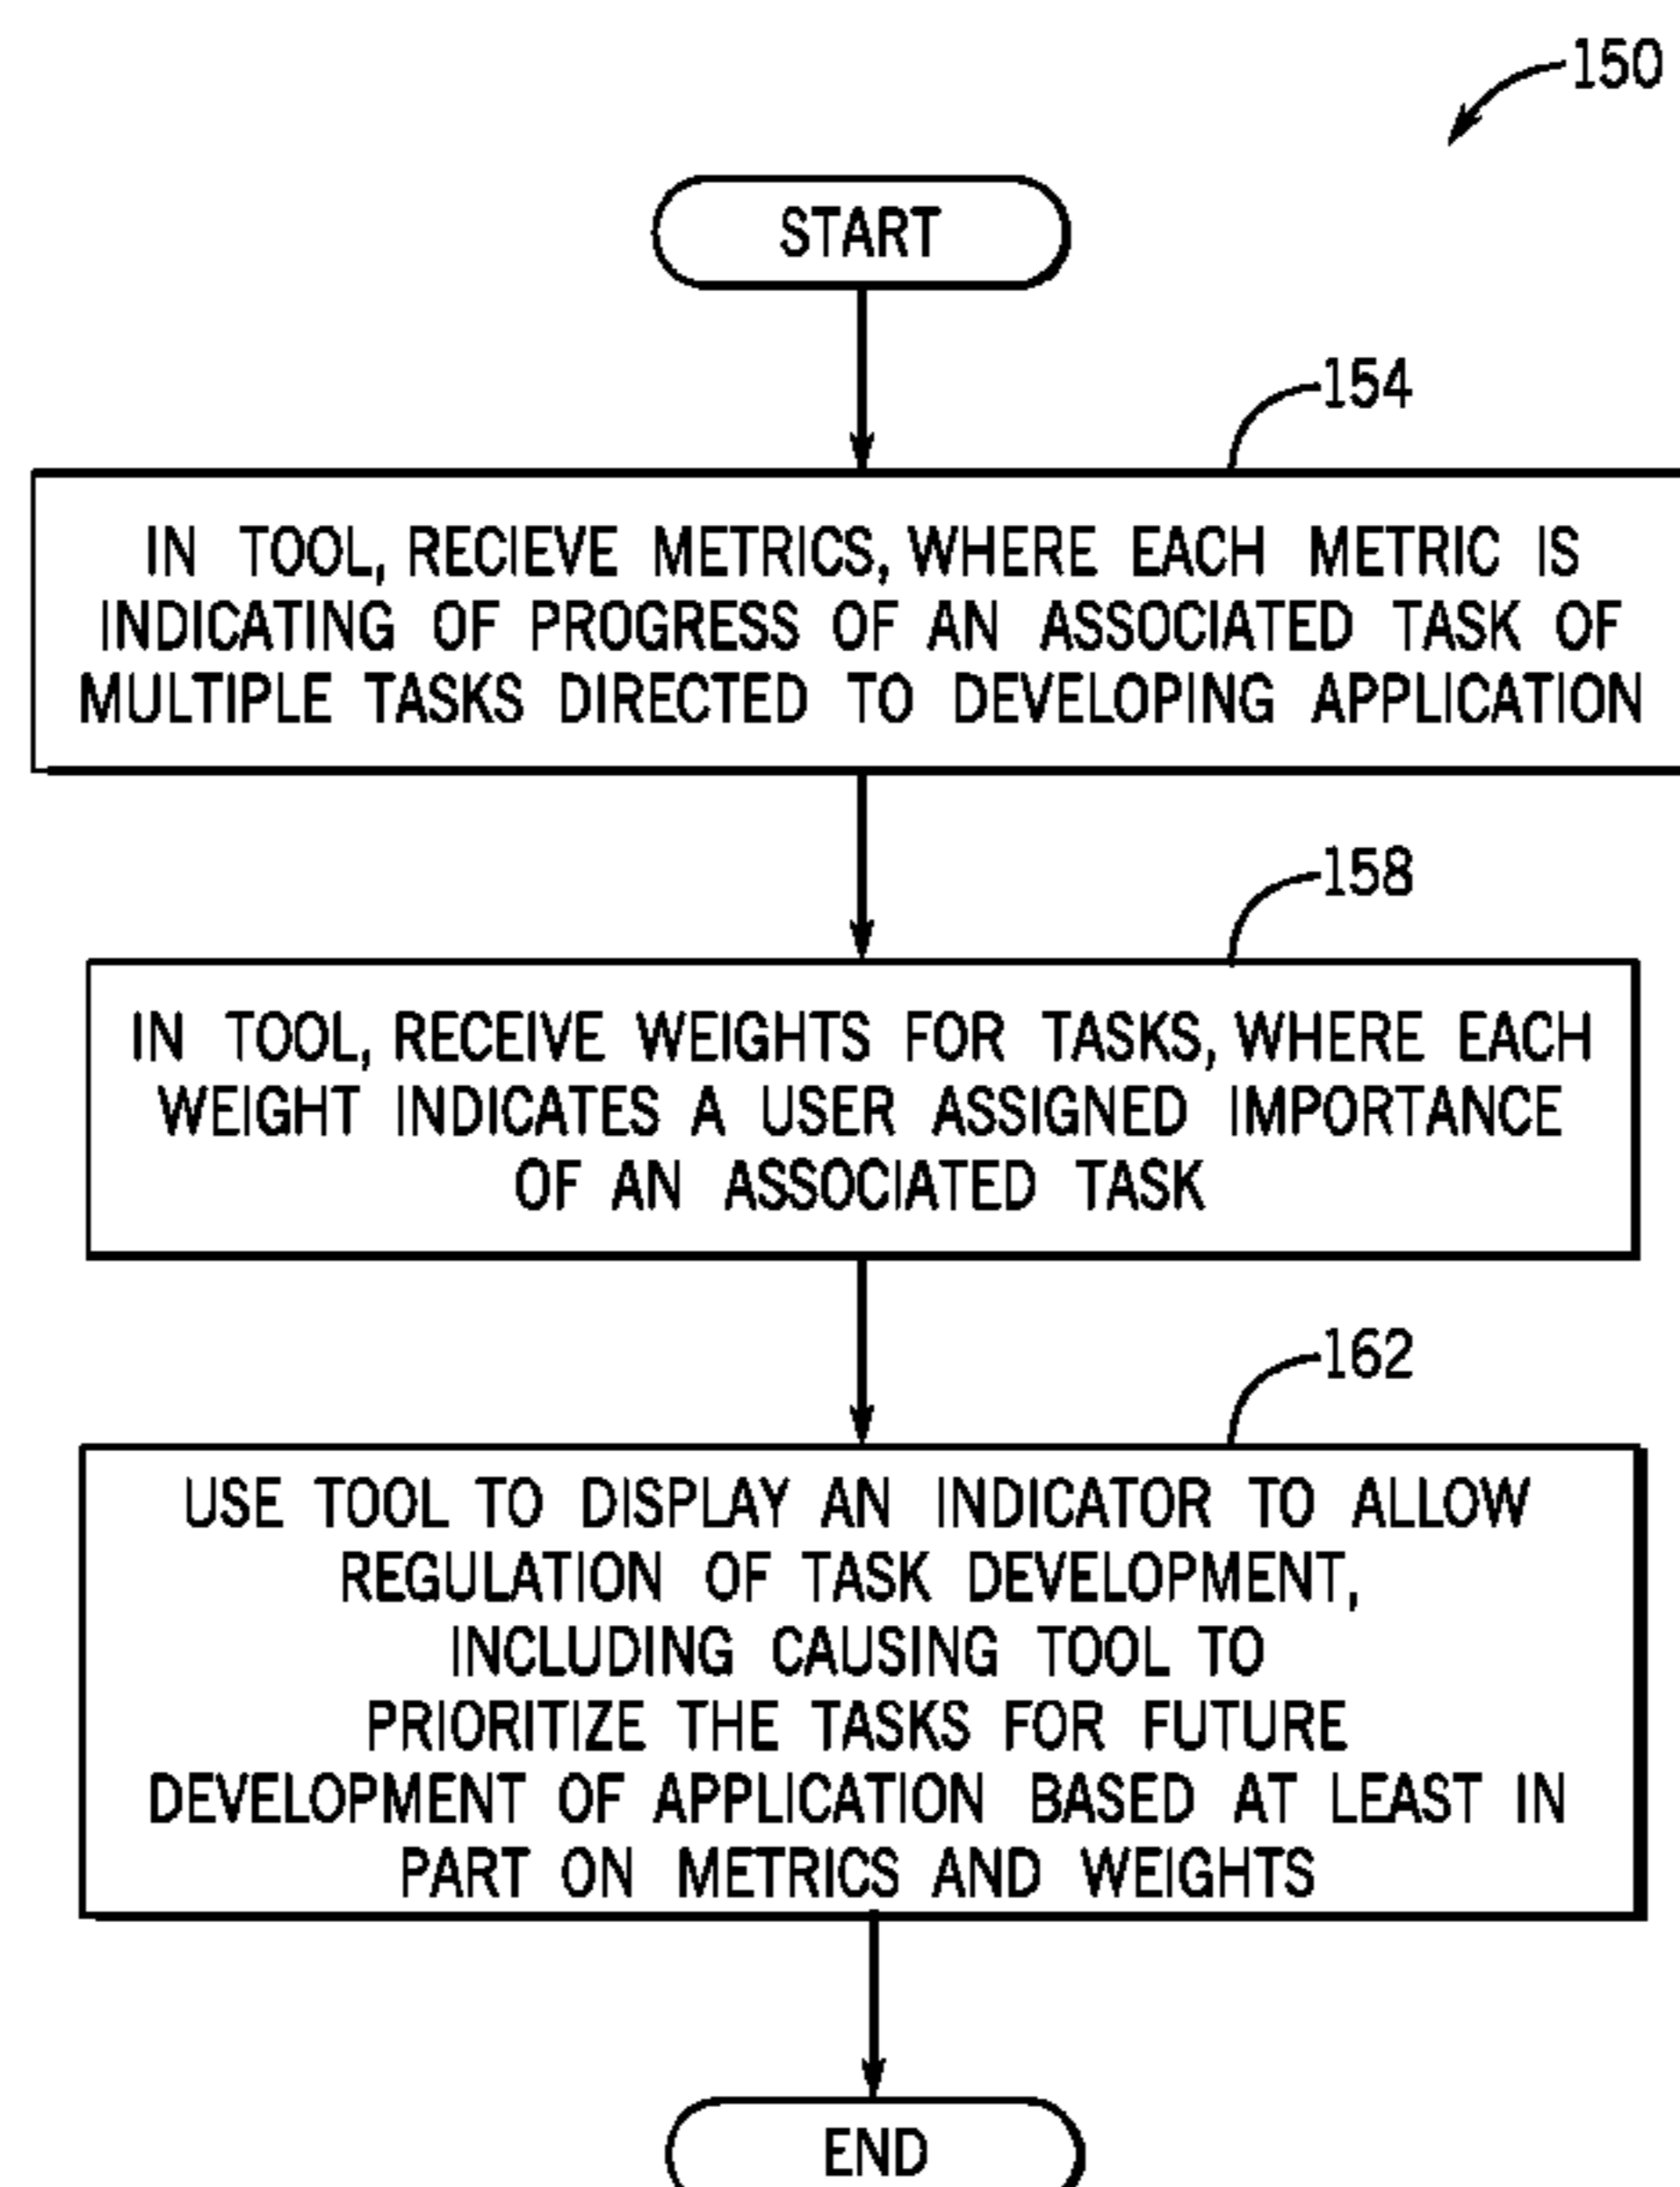 150
START
154
IN TOOL, RECIEVE METRICS, WHERE EACH METRIC IS
INDICATING OF PROGRESS OF AN ASSOCIATED TASK OF
MULTIPLE TASKS DIRECTED TO DEVELOPING APPLICATION
158
IN TOOL, RECEIVE WEIGHTS FOR TASKS, WHERE EACH
WEIGHT INDICATES A USER ASSIGNED IMPORTANCE
OF AN ASSOCIATED TASK
162
USE TOOL TO DISPLAY AN INDICATOR TO ALLOW
REGULATION OF TASK DEVELOPMENT,
INCLUDING CAUSING TOOL TO
PRIORITIZE THE TASKS FOR FUTURE
DEVELOPMENT OF APPLICATION BASED AT LEAST IN
PART ON METRICS AND WEIGHTS
END